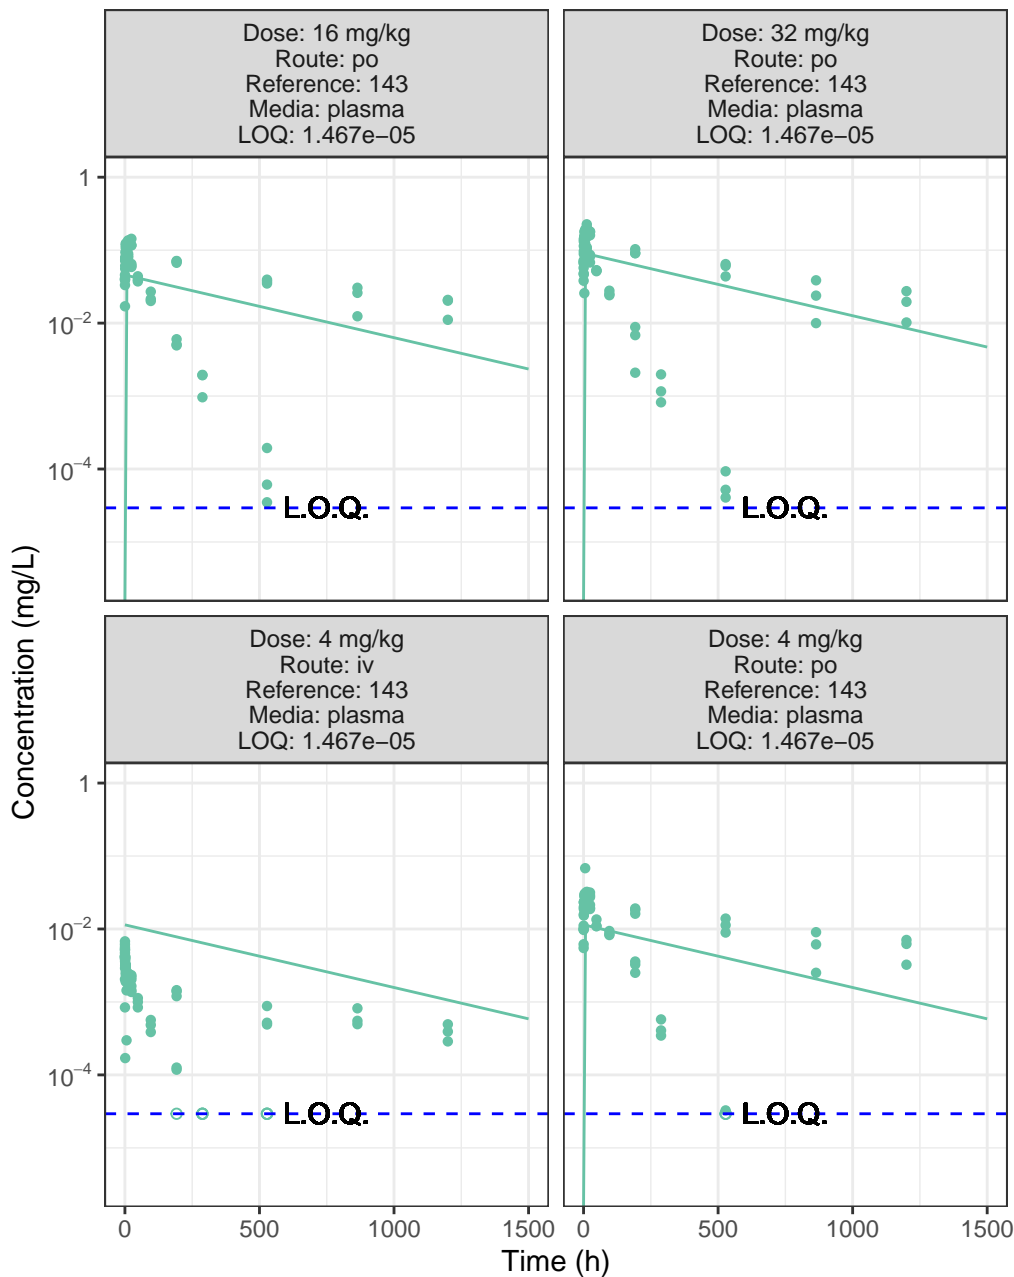 Dose: 16 mg/kg
Route: po
Reference: 143
Media: plasma
LOQ: 1.467e−05
Dose: 32 mg/kg
Route: po
Reference: 143
Media: plasma
LOQ: 1.467e−05
1
10−2
10−4
L.O.Q.
L.O.Q.
Dose: 4 mg/kg
Route: iv
Reference: 143
Media: plasma
LOQ: 1.467e−05
Dose: 4 mg/kg
Route: po
Reference: 143
Media: plasma
LOQ: 1.467e−05
1
10−2
10−4
L.O.Q.
L.O.Q.
0 500 1000 1500
0 500 1000 1500
Time (h)
Concentration (mg/L)